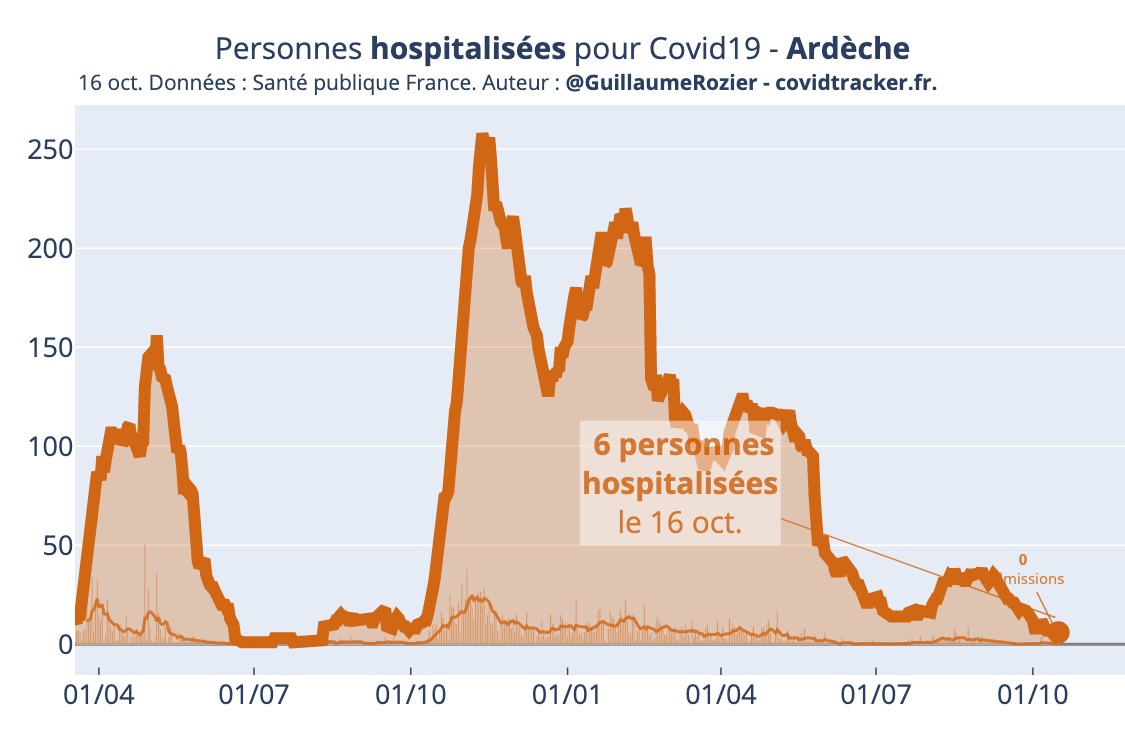 Personnes hospitalisées pour Covid19 - Ardèche
16 oct. Données : Santé publique France. Auteur : @GuillaumeRozier - covidtracker.fr.
250
200
150
100
50
0
6 personnes
hospitalisées
le 16 oct.
0
01/04 01/07 01/10 01/01 01/04 01/07 01/10